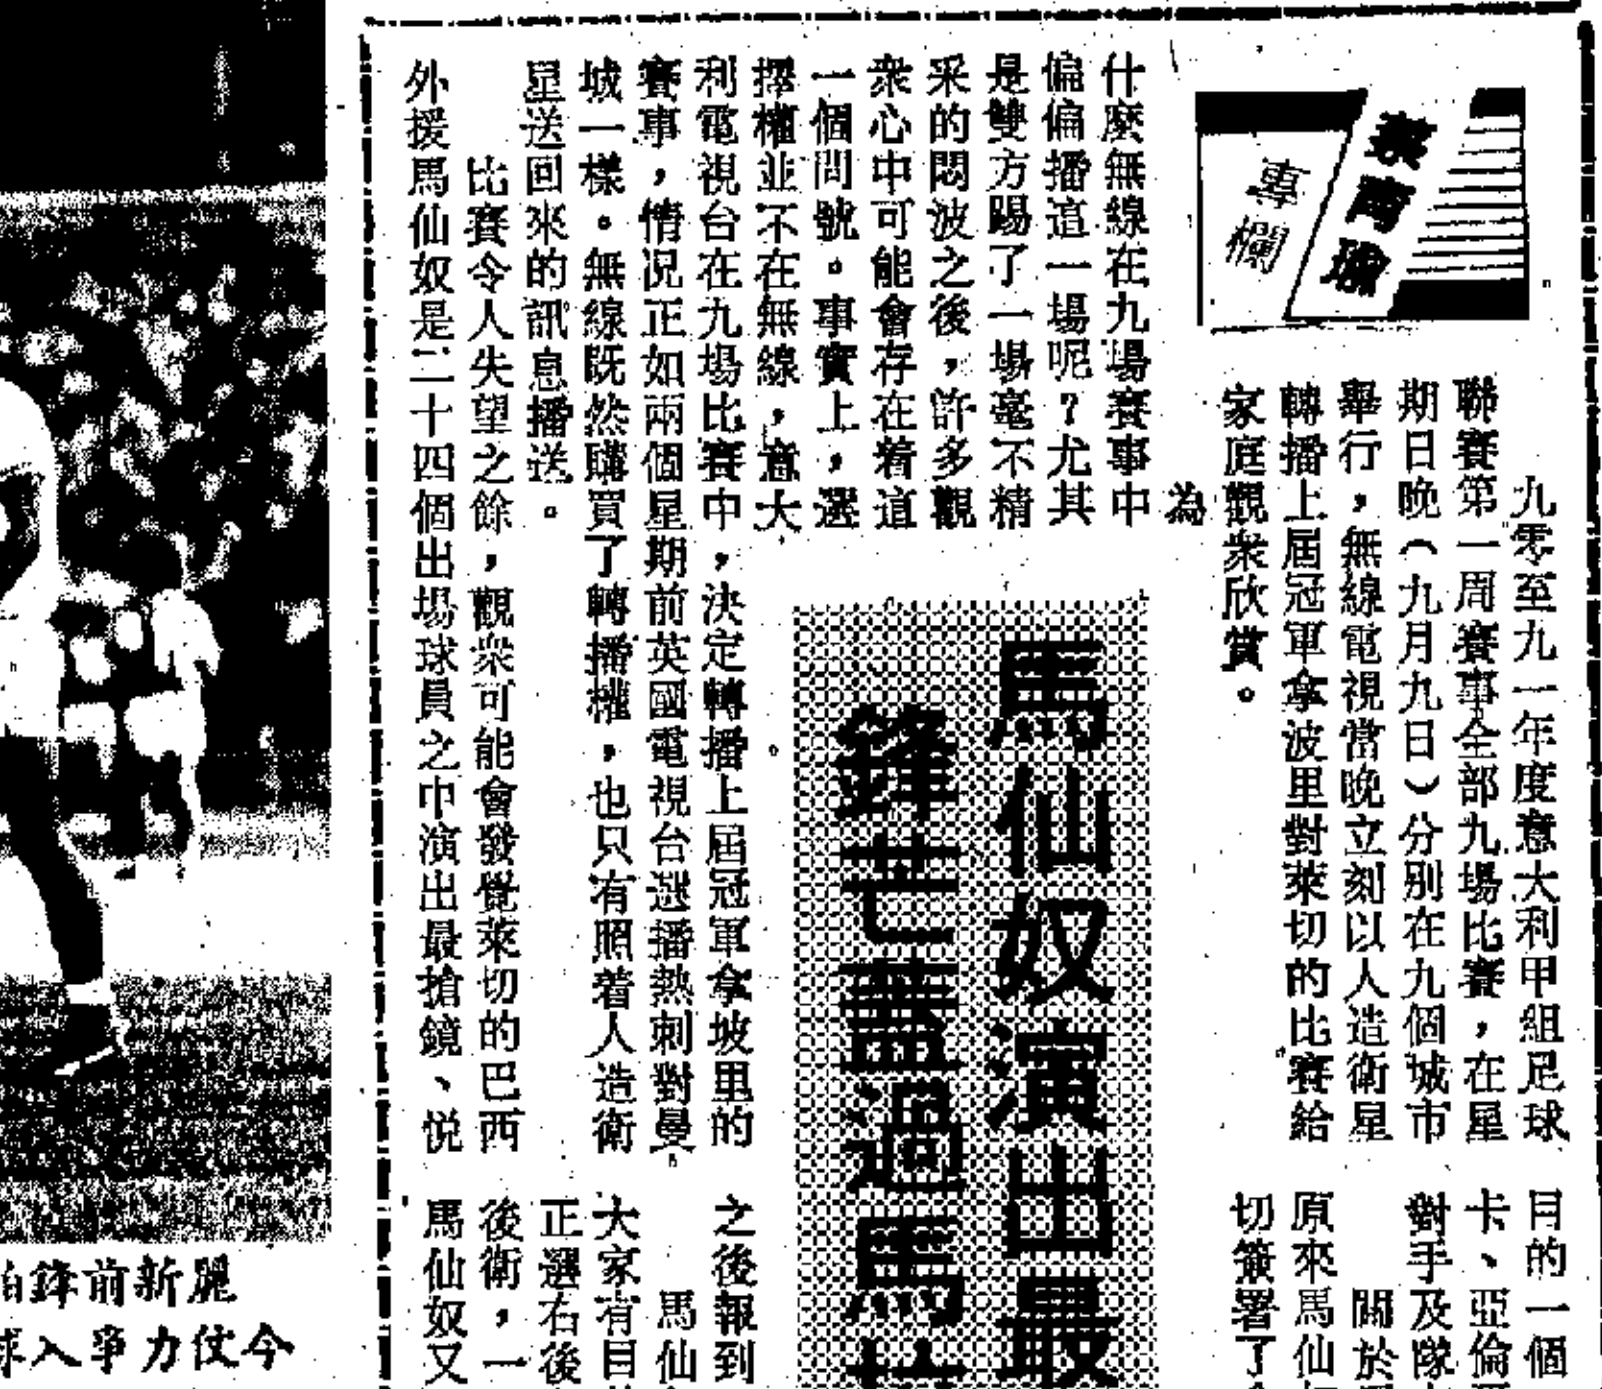 蔡育瑜
專欄
馬仙奴演出最
鋒芒蓋過馬
九零至九一年度意大利甲組足球
聯賽第一周賽事全部九場比賽，在星
期日晚（九月九日）分別在九個城市
舉行，無線電視當晚立刻以人造衛星
轉播上屆冠軍拿波里對萊切的比賽給
家庭觀衆欣賞。
為
什麼無線在九場賽事中
偏偏播這一場呢？尤其
是雙方踢了一場毫不精
采的悶波之後，許多觀
衆心中可能會存在着這
一個問號。事實上，選
擇權並不在無線，意大
利電視台在九場比賽中，決定轉播上屆冠軍拿坡里的
賽事，情況正如兩個星期前英國電視台選播熱刺對曼
城一樣。無線既然購買了轉播權，也只有照着人造衛
星送回來的訊息播送。
比賽令人失望之餘，觀衆可能會發覺萊切的巴西
外援馬仙奴是二十四個出場球員之中演出最搶鏡、悅
目的一個
卡、亞倫
對手及隊
關於
原來馬仙
切簽署了
之後報到
馬仙
大家有目
正選右後
後衛，一
馬仙奴又
麗新前鋒柏
今仗力爭入球